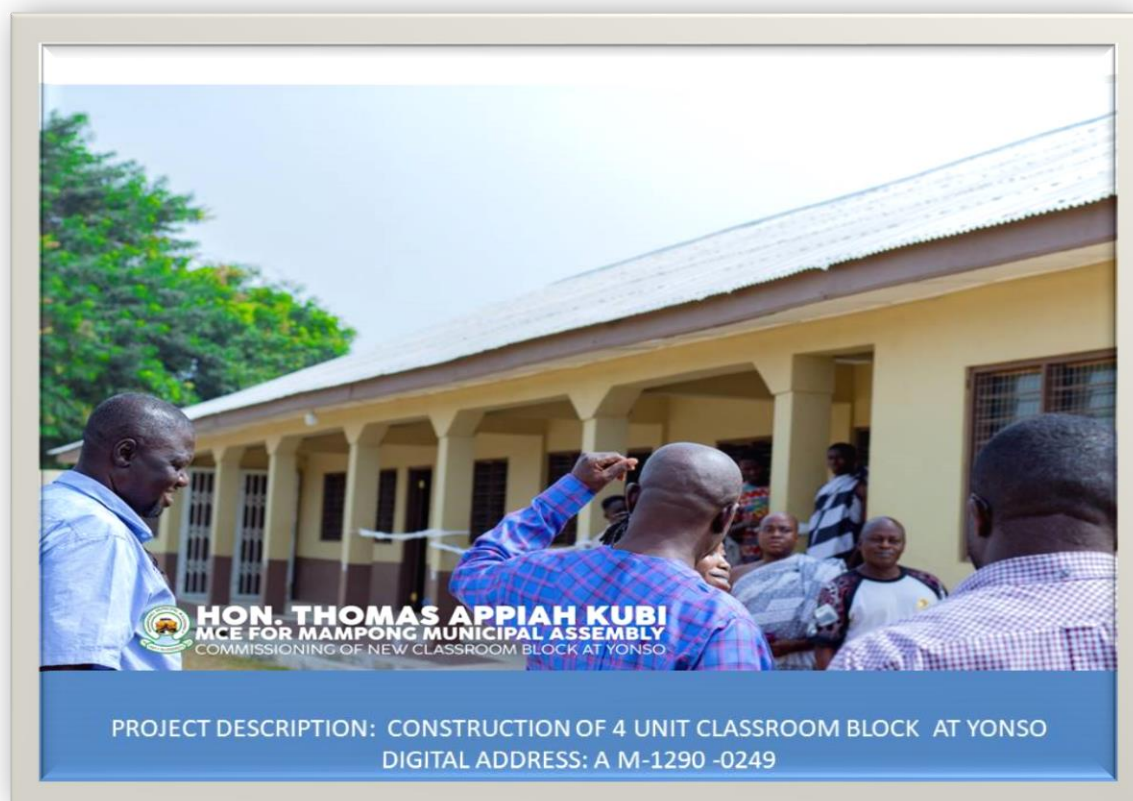 HON. THOMAS APPIAH KUBI
MCE FOR MAMPONG MUNICIPAL ASSEMBLY
COMMISSIONING OF NEW CLASSROOM BLOCK AT YONSO
PROJECT DESCRIPTION: CONSTRUCTION OF 4 UNIT CLASSROOM BLOCK AT YONSO
DIGITAL ADDRESS: A M-1290 -0249